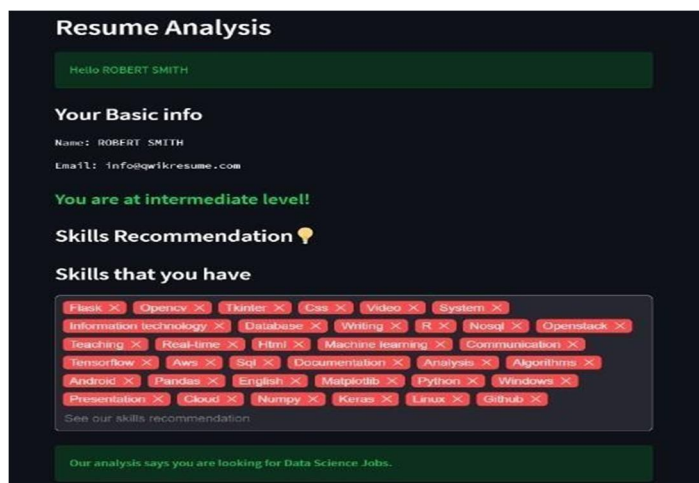 Resume Analysis
Hello ROBERT SMITH
Your Basic info
Name: ROBERT SMITH
Email: info@qwikresume.com
You are at intermediate level!
Skills Recommendation💡
Skills that you have
Flask × Opencv × Tkinter × Css × Video × System ×
Information technology × Database × Writing × R × Nosql × Openstack ×
Teaching × Real-time × Html × Machine learning × Communication ×
Tensorflow × Aws × Sql × Documentation × Analysis × Algorithms ×
Android × Pandas × English × Matplotlib × Python × Windows ×
Presentation × Cloud × Numpy × Keras × Linux × Github ×
See our skills recommendation
Our analysis says you are looking for Data Science Jobs.